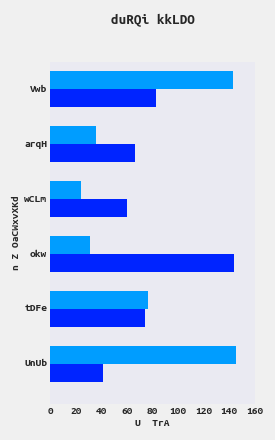 duRQi kkLDO
Vwb
arqH
wCLm
okw
tDFe
UnUb
n Z OaCWxvXKd
0 20 40 60 80 100 120 140 160
U TrA